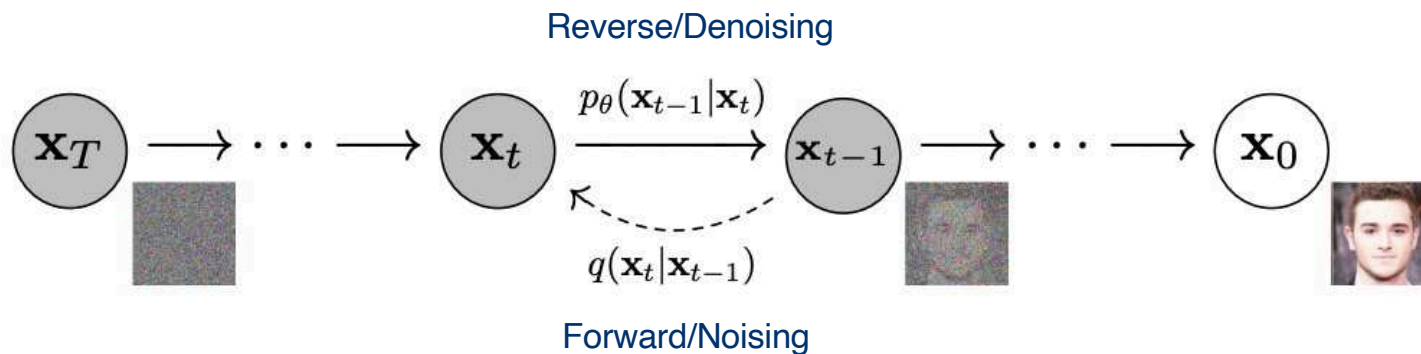 Reverse/Denoising
p_θ(x_{t−1}|x_t)
x_T → ⋯ → x_t → x_{t−1} → ⋯ → x_0
q(x_t|x_{t−1})
Forward/Noising